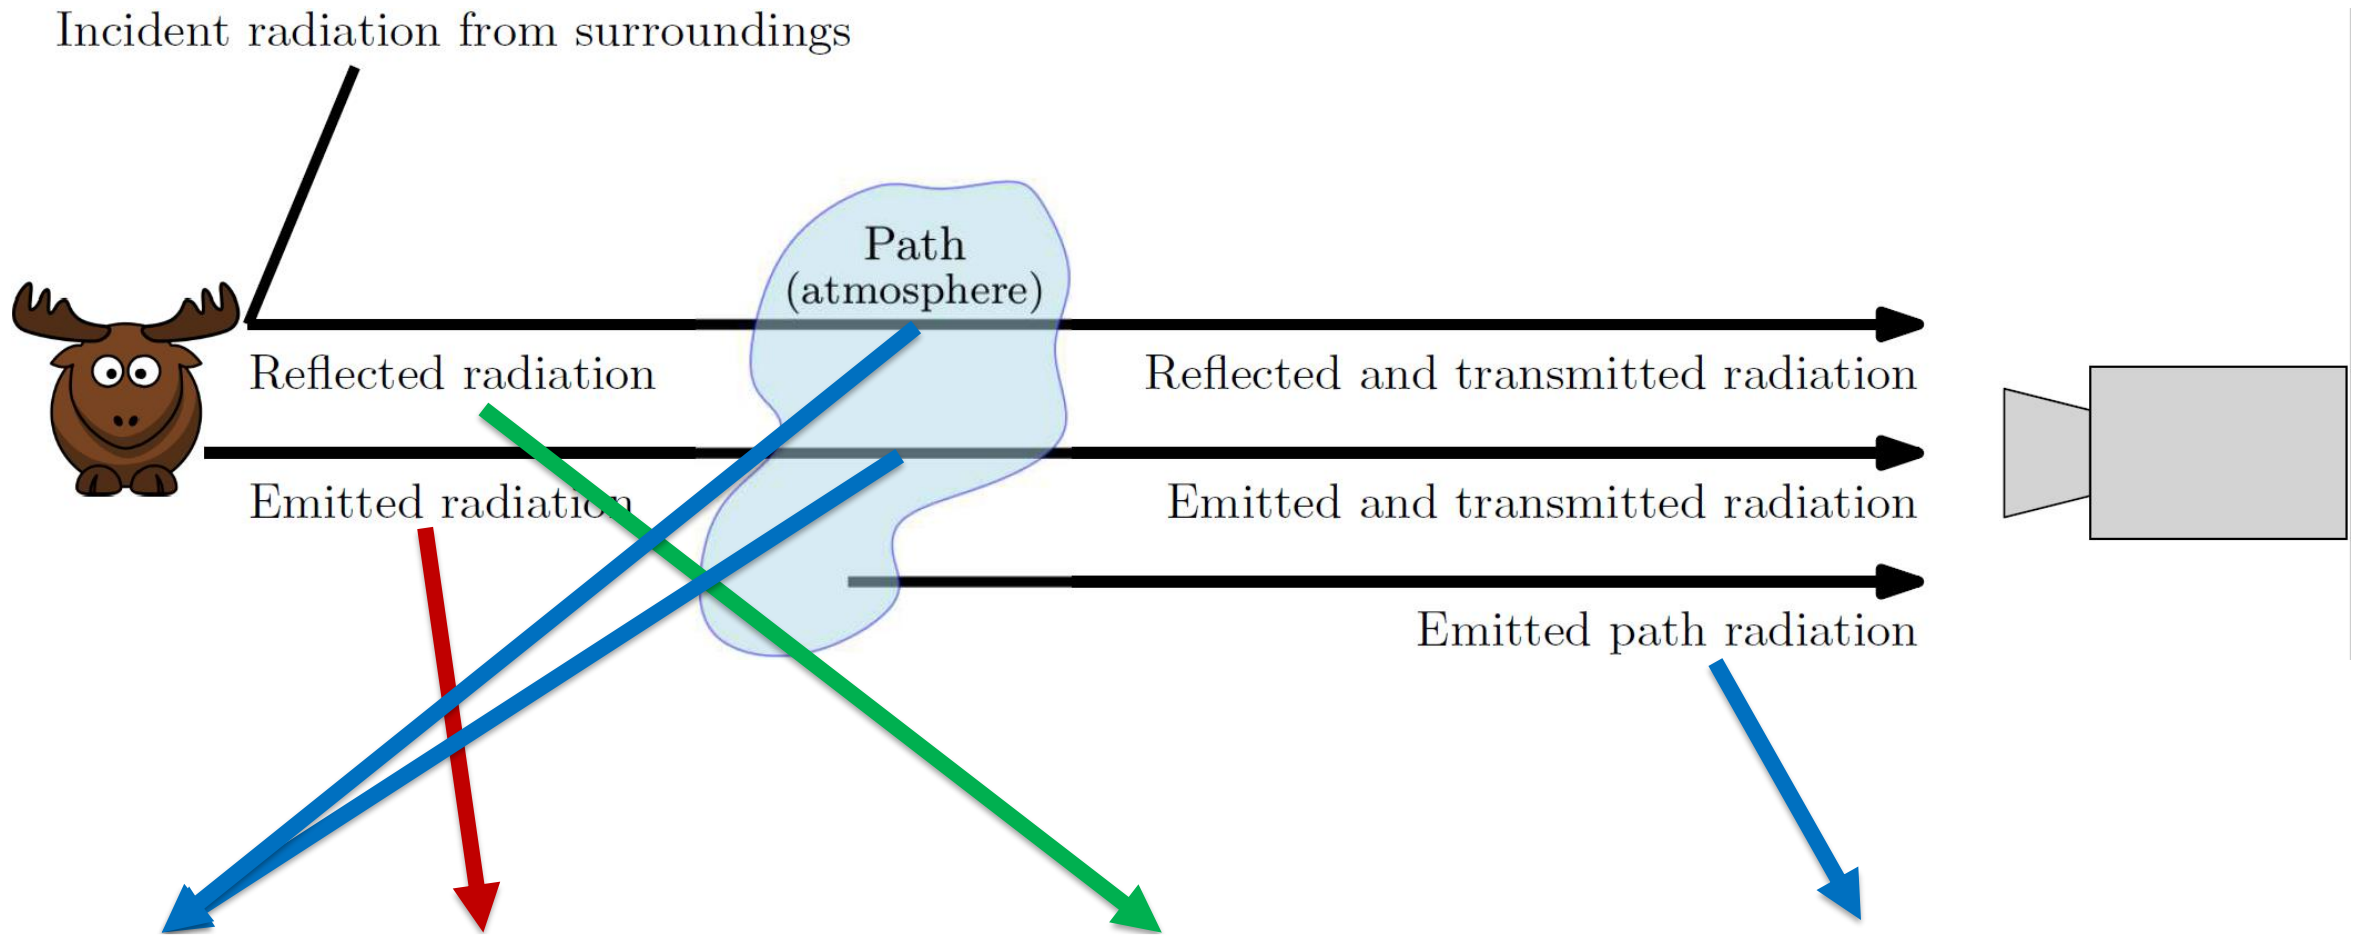 Incident radiation from surroundings
Path
(atmosphere)
Reflected radiation
Reflected and transmitted radiation
Emitted radiation
Emitted and transmitted radiation
Emitted path radiation